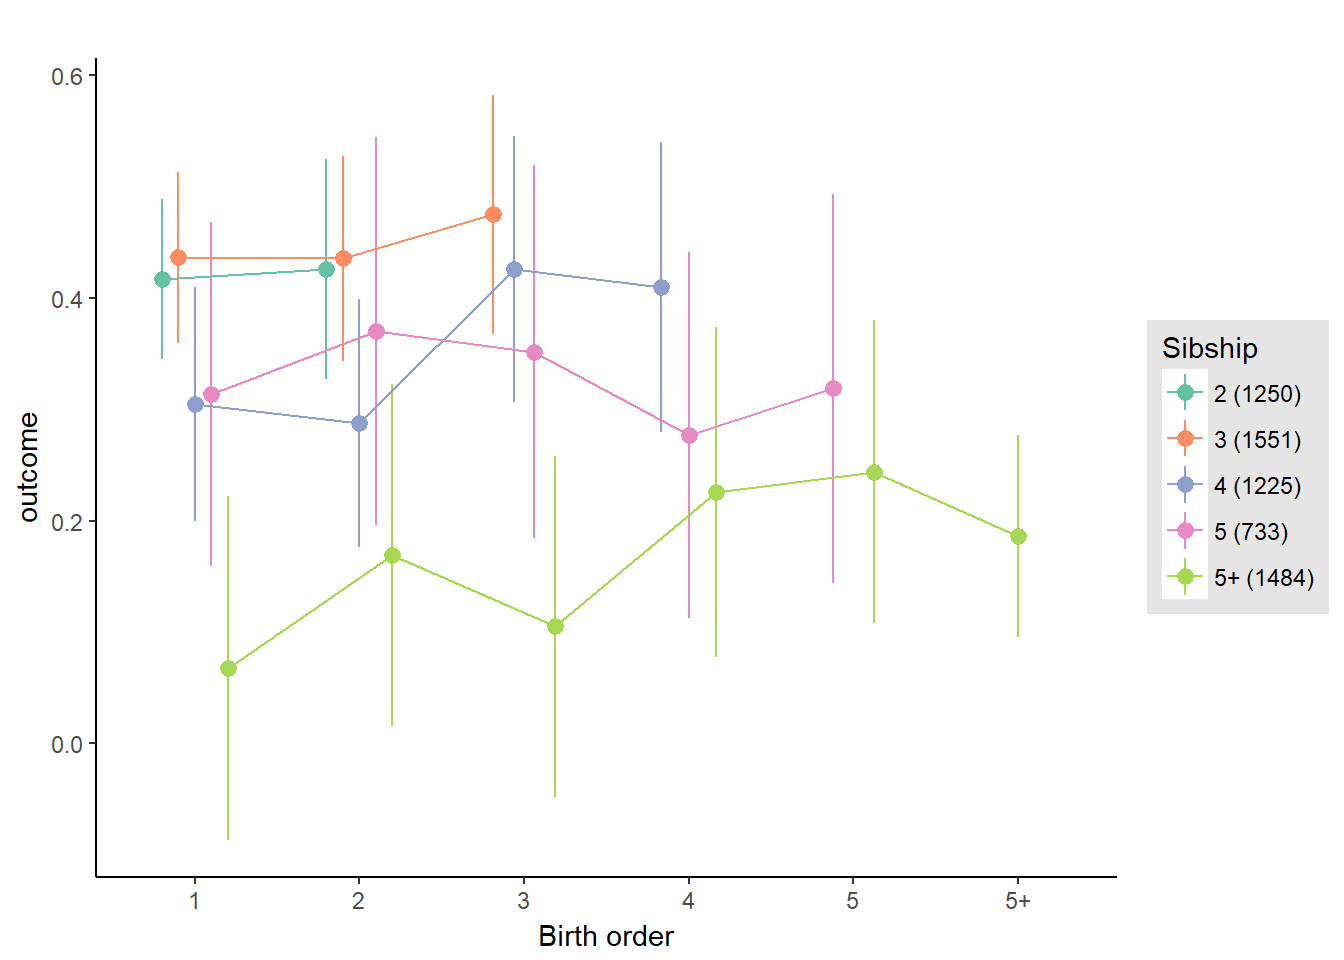 0.6
0.4
0.2
0.0
outcome
1 2 3 4 5 5+
Birth order
Sibship
2 (1250)
3 (1551)
4 (1225)
5 (733)
5+ (1484)